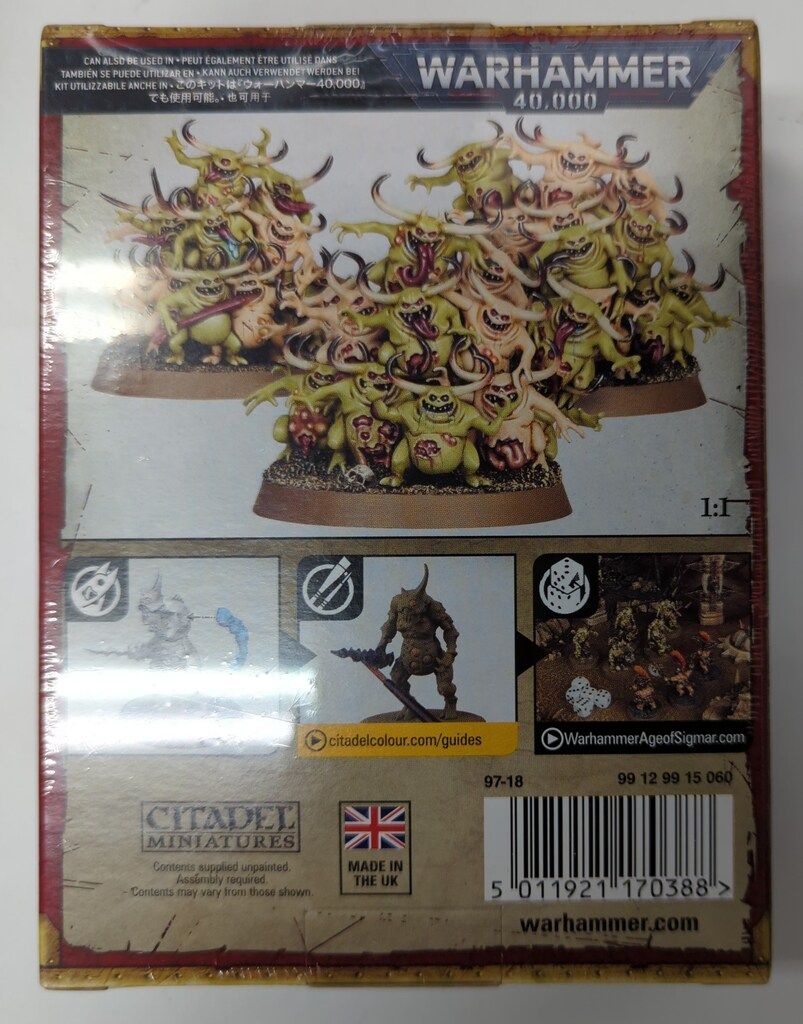 CAN ALSO BE USED IN • PEUT ÉGALEMENT ÊTRE UTILISÉ DANS
TAMBIÉN SE PUEDE UTILIZAR EN • KANN AUCH VERWENDET WERDEN BEI
KIT UTILIZZABILE ANCHE IN • このキットは『ウォーハンマー40,000』
でも使用可能。• 也可用于
WARHAMMER
40,000
1:1
citadelcolour.com/guides
WarhammerAgeofSigmar.com
97-18
99 12 99 15 060
CITADEL
MINIATURES
Contents supplied unpainted.
Assembly required.
Contents may vary from those shown.
MADE IN
THE UK
5 011921 170388 >
warhammer.com